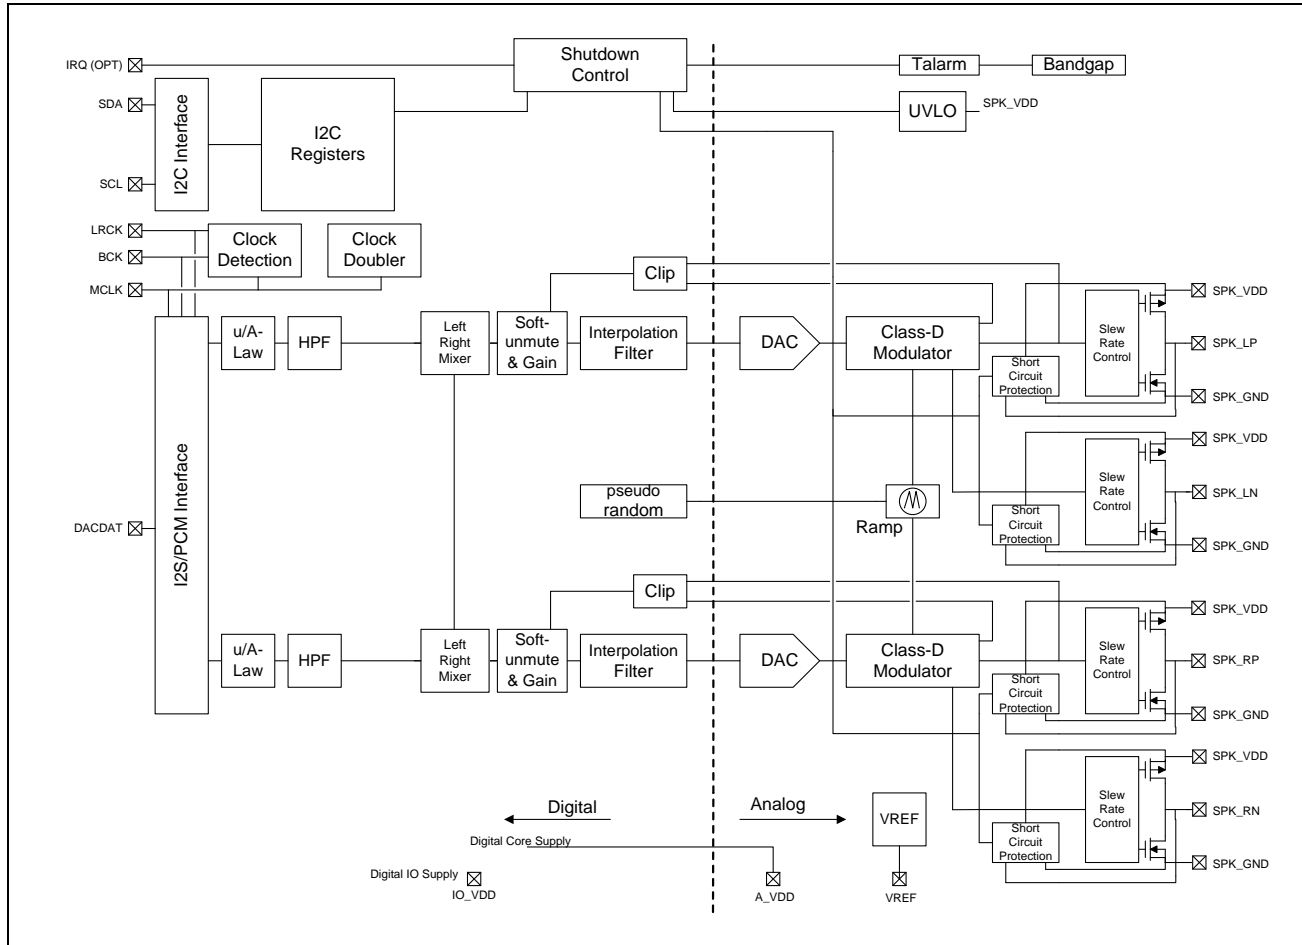 IRQ (OPT)
Shutdown
Control
Talarm
Bandgap
SDA
UVLO
SPK_VDD
I2C Interface
I2C
Registers
SCL
LRCK
BCK
MCLK
Clock
Detection
Clock
Doubler
Clip
SPK_VDD
u/A-
Law
HPF
Left
Right
Mixer
Soft-
unmute
& Gain
Interpolation
Filter
DAC
Class-D
Modulator
Short
Circuit
Protection
Slew
Rate
Control
SPK_LP
SPK_GND
SPK_VDD
I2S/PCM Interface
DACDAT
pseudo
random
Ramp
Short
Circuit
Protection
Slew
Rate
Control
SPK_LN
SPK_GND
Clip
SPK_VDD
u/A-
Law
HPF
Left
Right
Mixer
Soft-
unmute
& Gain
Interpolation
Filter
DAC
Class-D
Modulator
Short
Circuit
Protection
Slew
Rate
Control
SPK_RP
SPK_GND
SPK_VDD
Digital
Analog
VREF
Short
Circuit
Protection
Slew
Rate
Control
SPK_RN
SPK_GND
Digital Core Supply
Digital IO Supply
IO_VDD
A_VDD
VREF